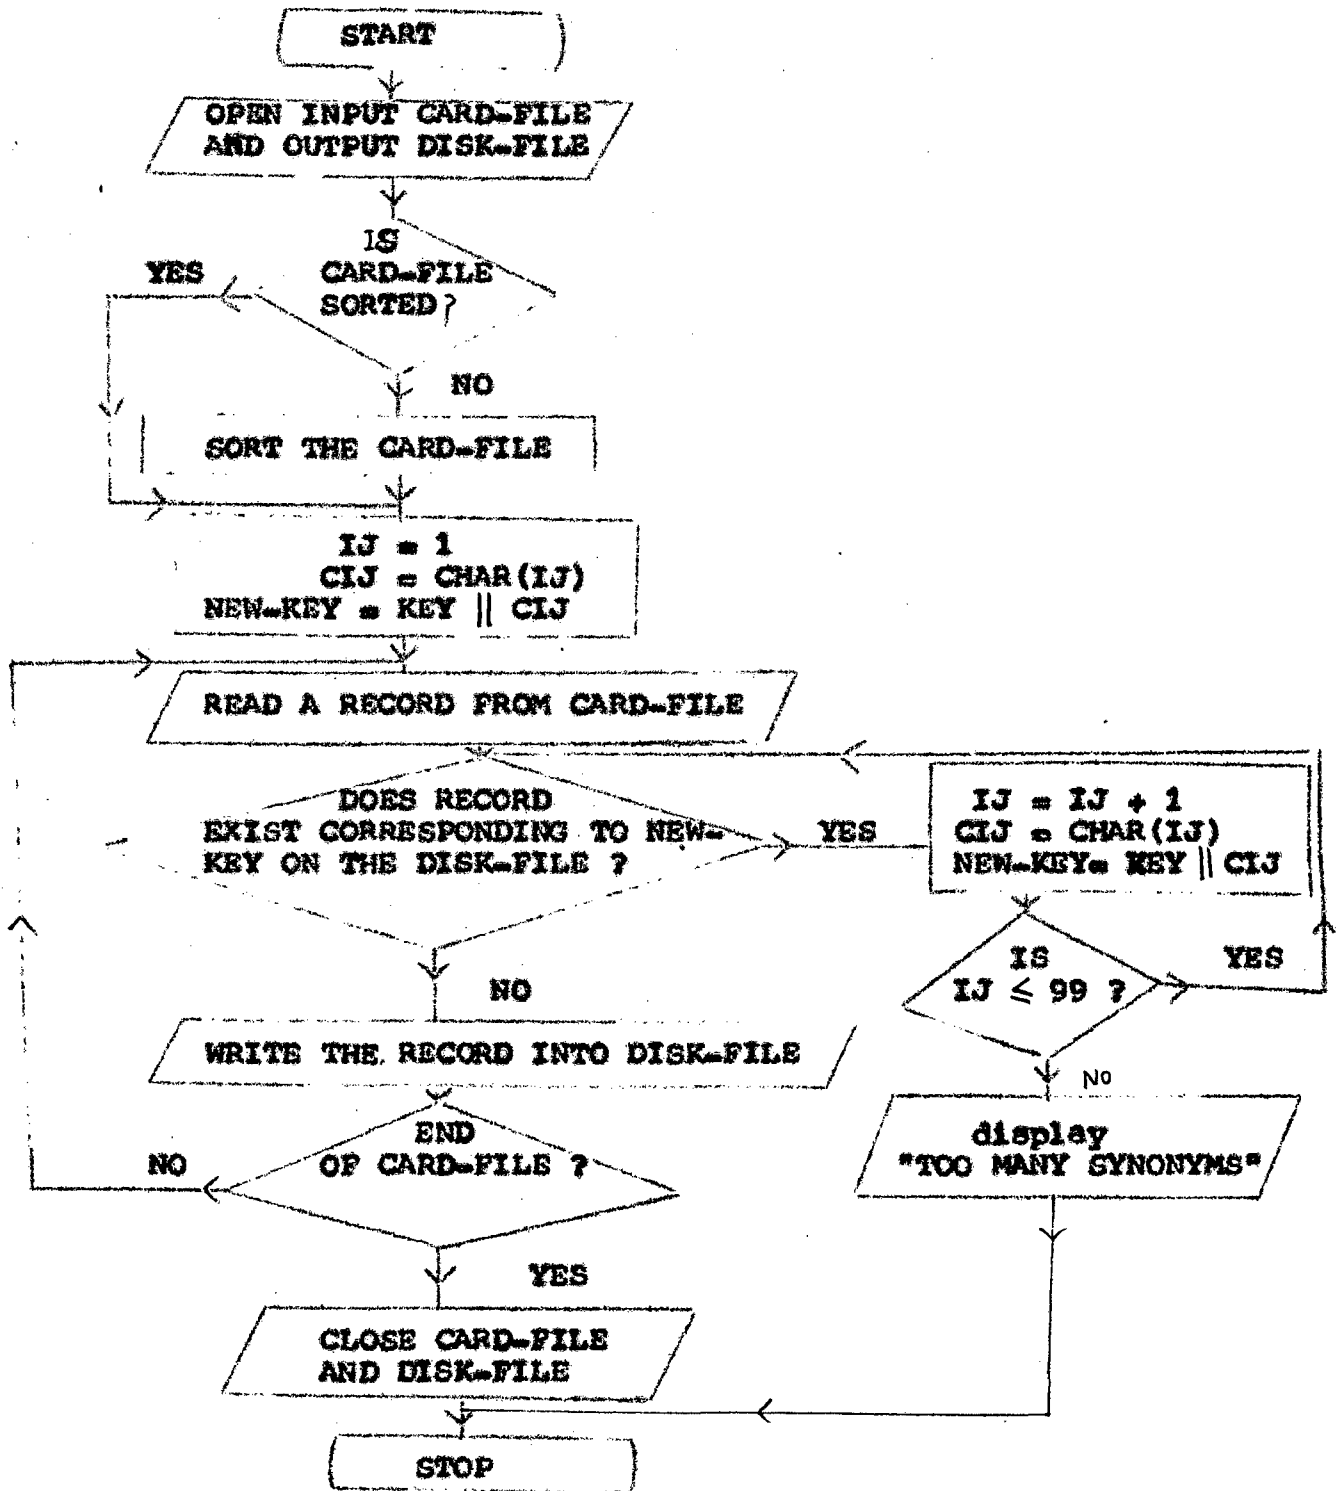 START
OPEN INPUT CARD-FILE
AND OUTPUT DISK-FILE
IS
CARD-FILE
SORTED?
YES
NO
SORT THE CARD-FILE
IJ = 1
CIJ = CHAR(IJ)
NEW-KEY = KEY || CIJ
READ A RECORD FROM CARD-FILE
DOES RECORD
EXIST CORRESPONDING TO NEW-
KEY ON THE DISK-FILE ?
YES
IJ = IJ + 1
CIJ = CHAR(IJ)
NEW-KEY= KEY || CIJ
IS
IJ ≤ 99 ?
YES
NO
No
WRITE THE RECORD INTO DISK-FILE
display
"TOO MANY SYNONYMS"
END
OF CARD-FILE ?
NO
YES
CLOSE CARD-FILE
AND DISK-FILE
STOP